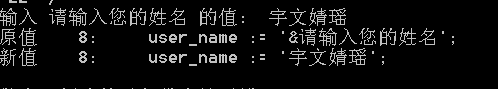 输入 请输入您的姓名 的值： 宇文婧瑶
原值    8:     user_name := '&请输入您的姓名';
新值    8:     user_name := '宇文婧瑶';